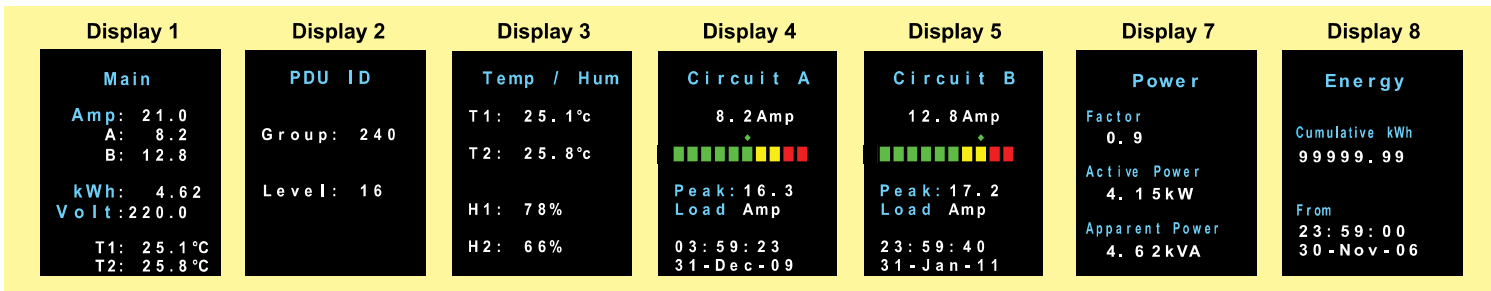 Display 1
Main
Amp: 21.0
A: 8.2
B: 12.8
kWh: 4.62
Volt:220.0
T1: 25.1°C
T2: 25.8°C
Display 2
PDU ID
Group: 240
Level: 16
Display 3
Temp / Hum
T1: 25.1°c
T2: 25.8°c
H1: 78%
H2: 66%
Display 4
Circuit A
8.2Amp
Peak:16.3
Load Amp
03:59:23
31-Dec-09
Display 5
Circuit B
12.8Amp
Peak:17.2
Load Amp
23:59:40
31-Jan-11
Display 7
Power
Factor
0.9
Active Power
4.15kW
Apparent Power
4.62kVA
Display 8
Energy
Cumulative kWh
99999.99
From
23:59:00
30-Nov-06